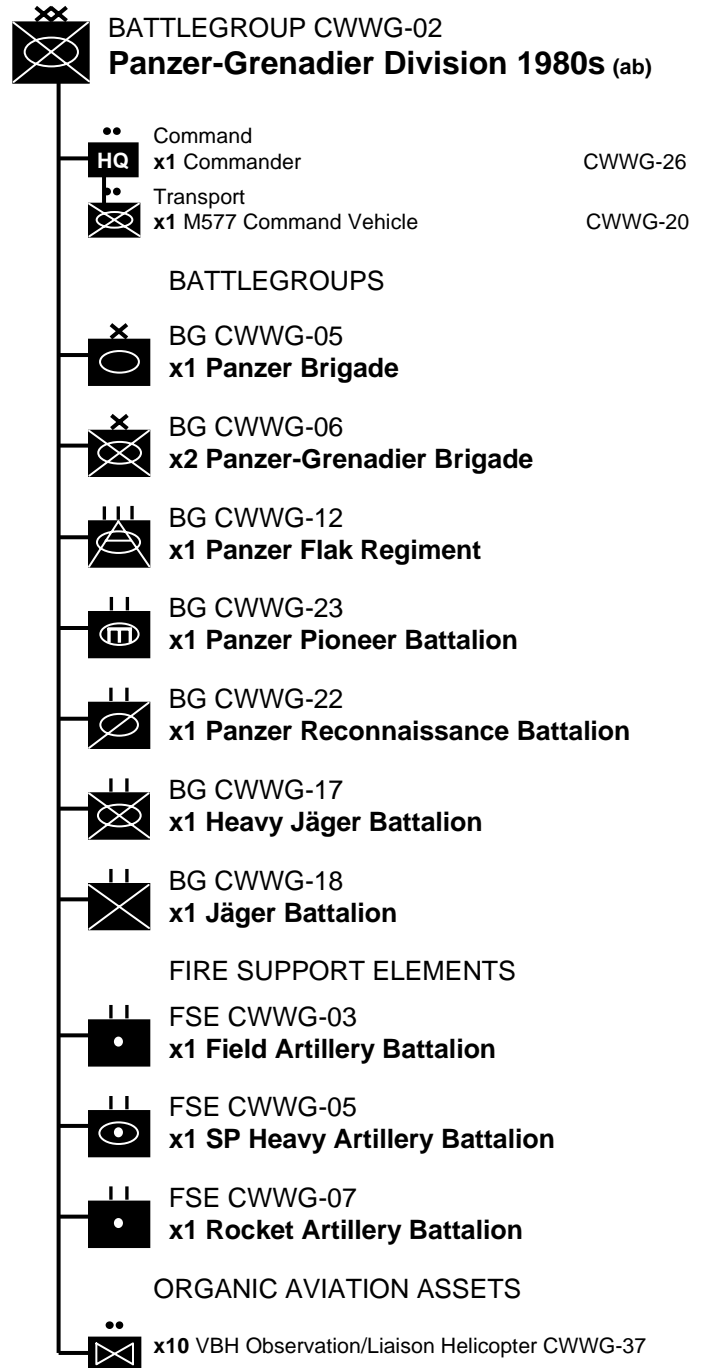 BATTLEGROUP CWWG-02
Panzer-Grenadier Division 1980s (ab)
Command
HQ x1 Commander CWWG-26
Transport
x1 M577 Command Vehicle CWWG-20
BATTLEGROUPS
BG CWWG-05
x1 Panzer Brigade
BG CWWG-06
x2 Panzer-Grenadier Brigade
BG CWWG-12
x1 Panzer Flak Regiment
BG CWWG-23
x1 Panzer Pioneer Battalion
BG CWWG-22
x1 Panzer Reconnaissance Battalion
BG CWWG-17
x1 Heavy Jäger Battalion
BG CWWG-18
x1 Jäger Battalion
FIRE SUPPORT ELEMENTS
FSE CWWG-03
x1 Field Artillery Battalion
FSE CWWG-05
x1 SP Heavy Artillery Battalion
FSE CWWG-07
x1 Rocket Artillery Battalion
ORGANIC AVIATION ASSETS
x10 VBH Observation/Liaison Helicopter CWWG-37